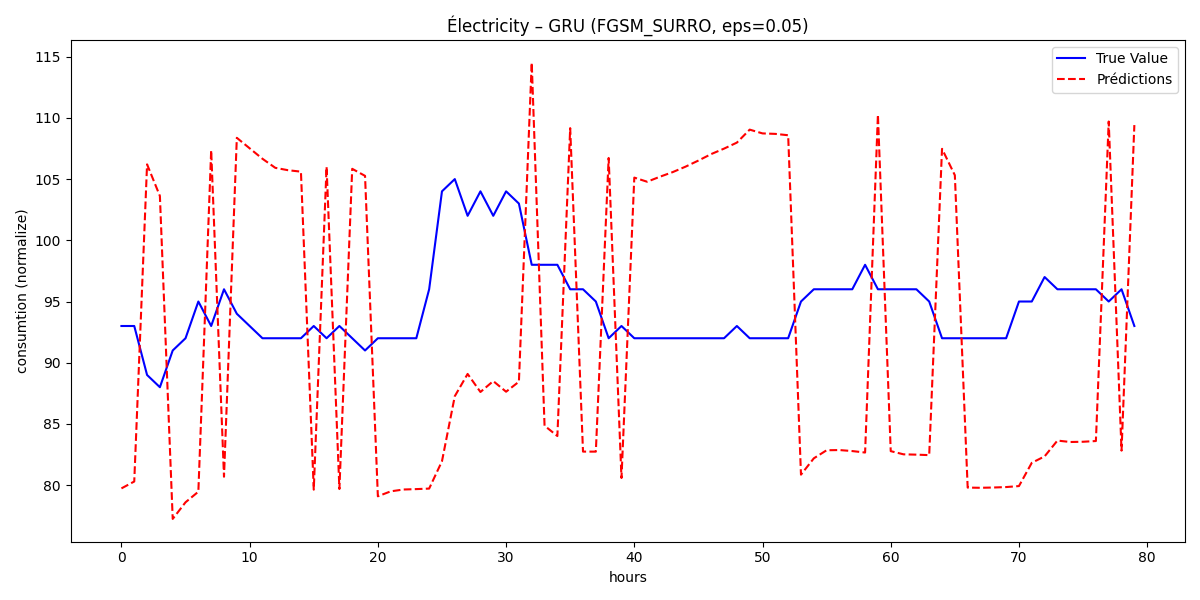 Électricity – GRU (FGSM_SURRO, eps=0.05)
True Value
Prédictions
consumtion (normalize)
115
110
105
100
95
90
85
80
0 10 20 30 40 50 60 70 80
hours